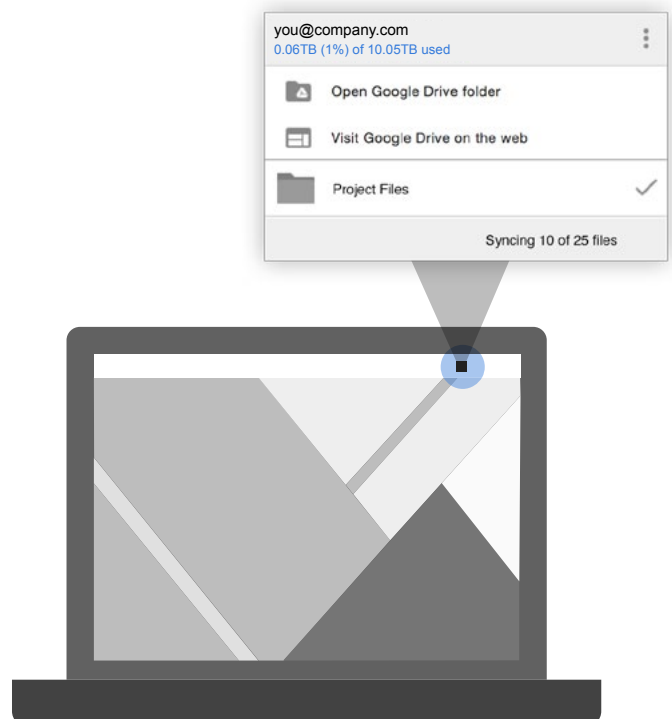 you@company.com
0.06TB (1%) of 10.05TB used
Open Google Drive folder
Visit Google Drive on the web
Project Files
Syncing 10 of 25 files